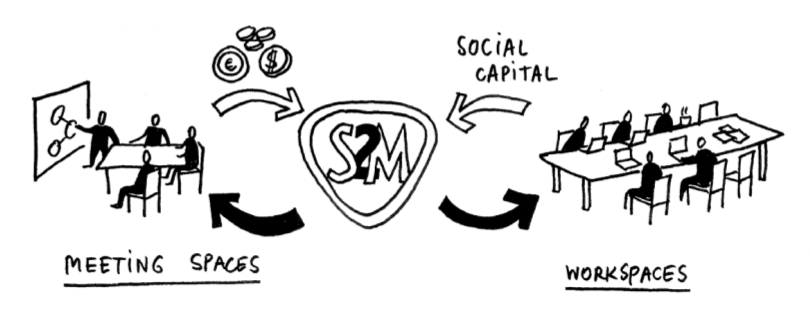 € $
SOCIAL
CAPITAL
S2M
MEETING SPACES
WORKSPACES